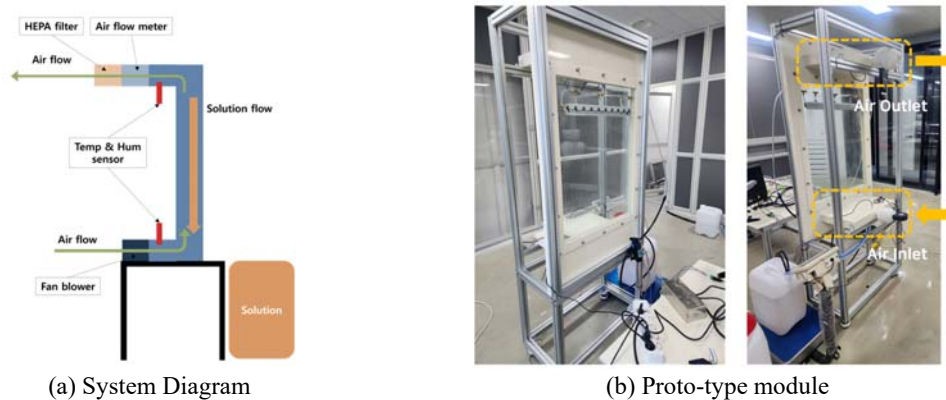 HEPA filter
Air flow meter
Air flow
Solution flow
Temp & Hum
sensor
Air flow
Fan blower
Solution
Air Outlet
Air Inlet
(a) System Diagram
(b) Proto-type module